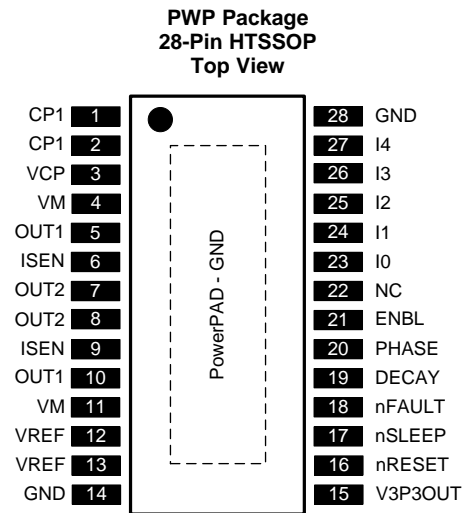 PWP Package
28-Pin HTSSOP
Top View
CP1 1
CP1 2
VCP 3
VM 4
OUT1 5
ISEN 6
OUT2 7
OUT2 8
ISEN 9
OUT1 10
VM 11
VREF 12
VREF 13
GND 14
PowerPAD - GND
28 GND
27 I4
26 I3
25 I2
24 I1
23 I0
22 NC
21 ENBL
20 PHASE
19 DECAY
18 nFAULT
17 nSLEEP
16 nRESET
15 V3P3OUT